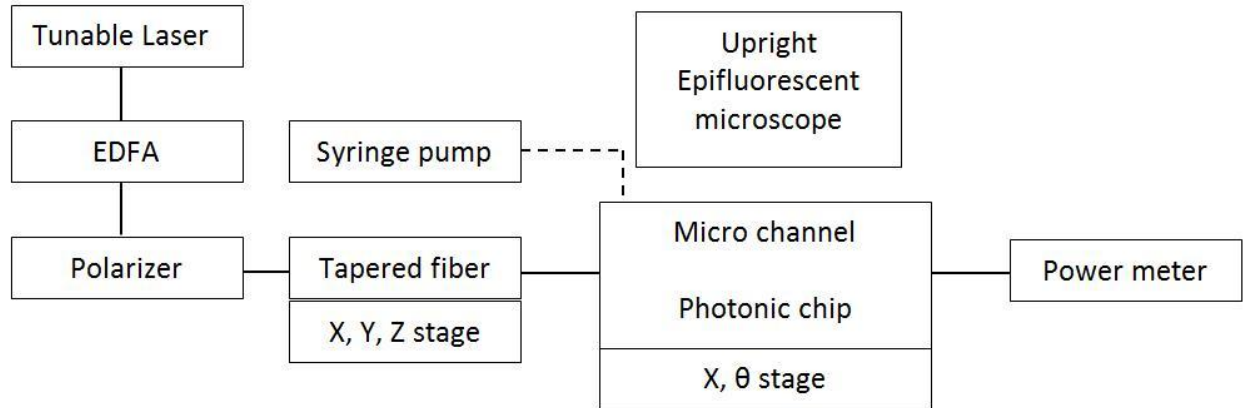 Tunable Laser
EDFA
Polarizer
Syringe pump
Tapered fiber
X, Y, Z stage
Upright
Epifluorescent
microscope
Micro channel
Photonic chip
X, θ stage
Power meter